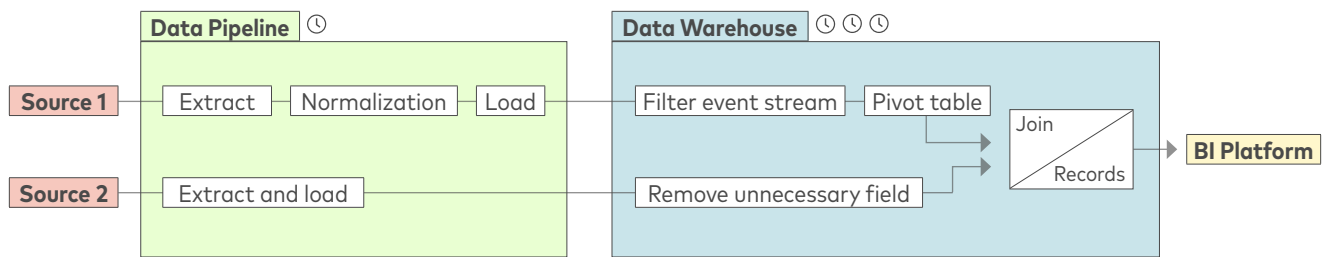 Data Pipeline
Data Warehouse
Source 1
Extract
Normalization
Load
Filter event stream
Pivot table
Join
Records
BI Platform
Source 2
Extract and load
Remove unnecessary field